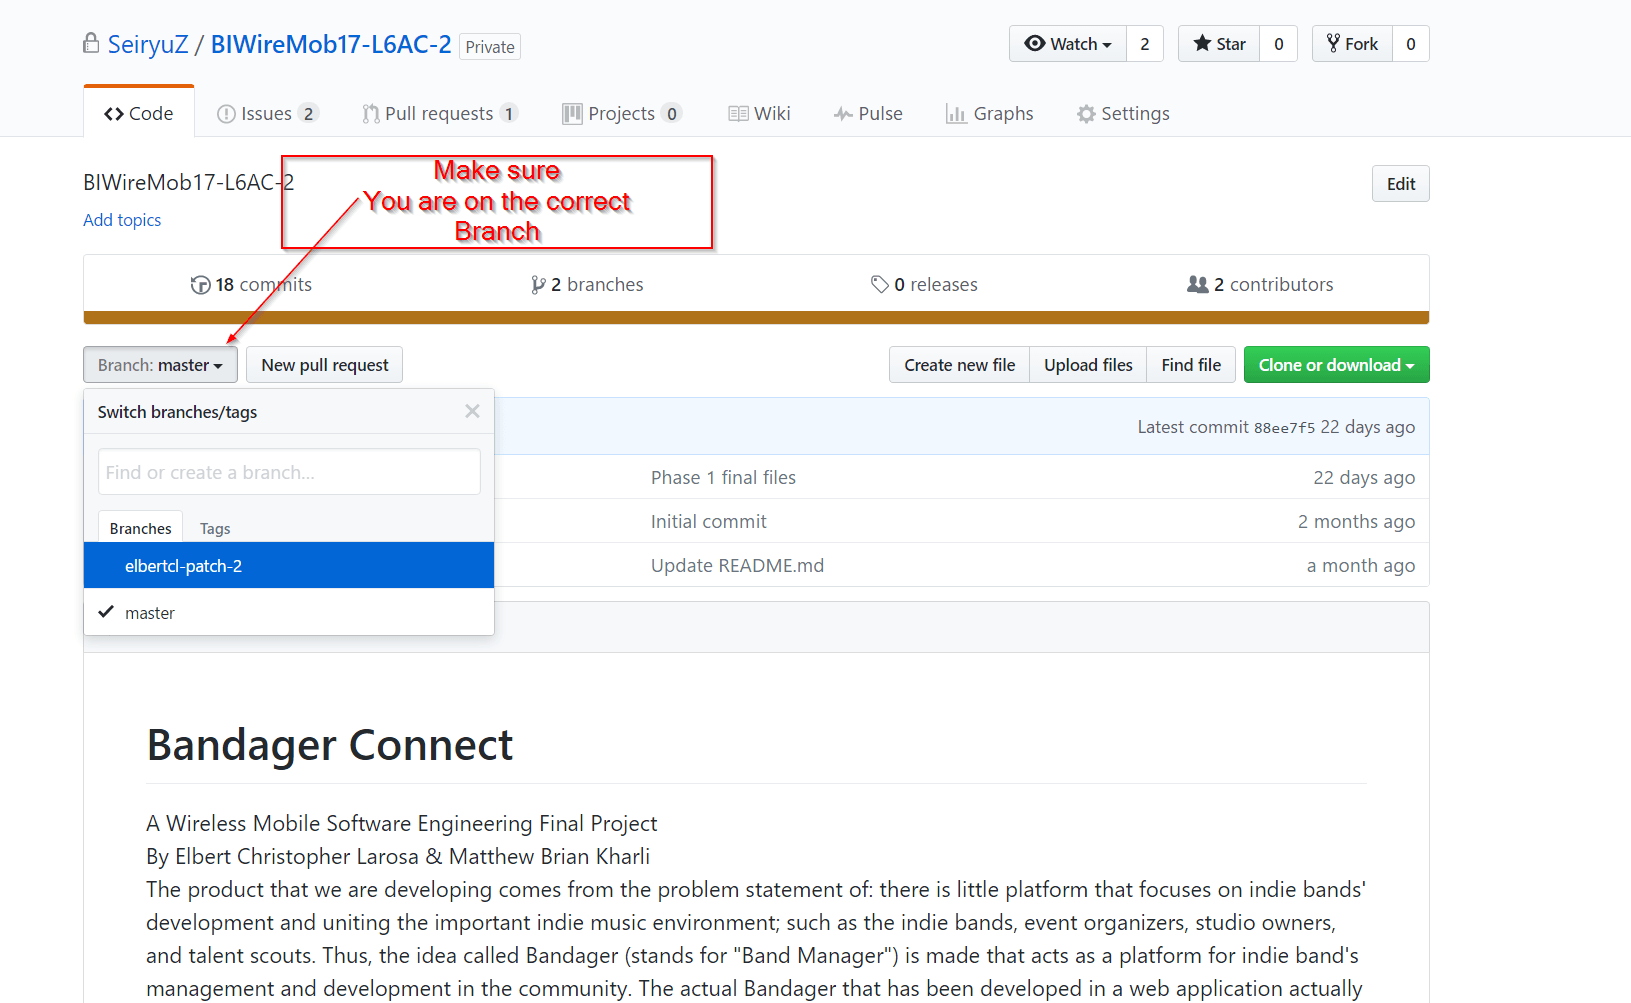 SeiryuZ / BIWireMob17-L6AC-2 Private
Watch 2 Star 0 Fork 0
Code Issues 2 Pull requests 1 Projects 0 Wiki Pulse Graphs Settings
BIWireMob17-L6AC-2
Edit
Add topics
Make sure
You are on the correct
Branch
18 commits 2 branches 0 releases 2 contributors
Branch: master New pull request Create new file Upload files Find file Clone or download
Switch branches/tags
Latest commit 88ee7f5 22 days ago
Find or create a branch...
Phase 1 final files 22 days ago
Initial commit 2 months ago
Branches Tags
elbertcl-patch-2
Update README.md a month ago
master
Bandager Connect
A Wireless Mobile Software Engineering Final Project
By Elbert Christopher Larosa & Matthew Brian Kharli
The product that we are developing comes from the problem statement of: there is little platform that focuses on indie bands'
development and uniting the important indie music environment; such as the indie bands, event organizers, studio owners,
and talent scouts. Thus, the idea called Bandager (stands for "Band Manager") is made that acts as a platform for indie band's
management and development in the community. The actual Bandager that has been developed in a web application actually